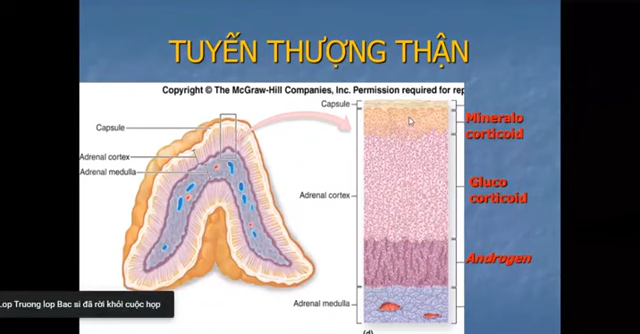 TUYẾN THƯỢNG THẬN
Copyright © The McGraw-Hill Companies, Inc. Permission required for rep
Capsule
Adrenal cortex
Adrenal medulla
Capsule
Adrenal cortex
Adrenal medulla
(d)
Mineralo
corticoid
Gluco
corticoid
Androgen
Lop Truong lop Bac si đã rời khỏi cuộc họp